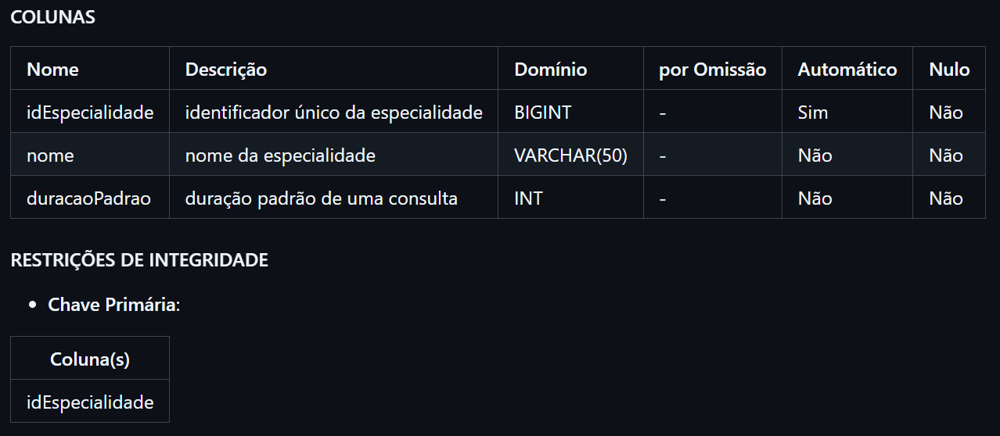 COLUNAS
Nome Descrição Domínio por Omissão Automático Nulo
idEspecialidade identificador único da especialidade BIGINT - Sim Não
nome nome da especialidade VARCHAR(50) - Não Não
duracaoPadrao duração padrão de uma consulta INT - Não Não
RESTRIÇÕES DE INTEGRIDADE
• Chave Primária:
Coluna(s)
idEspecialidade